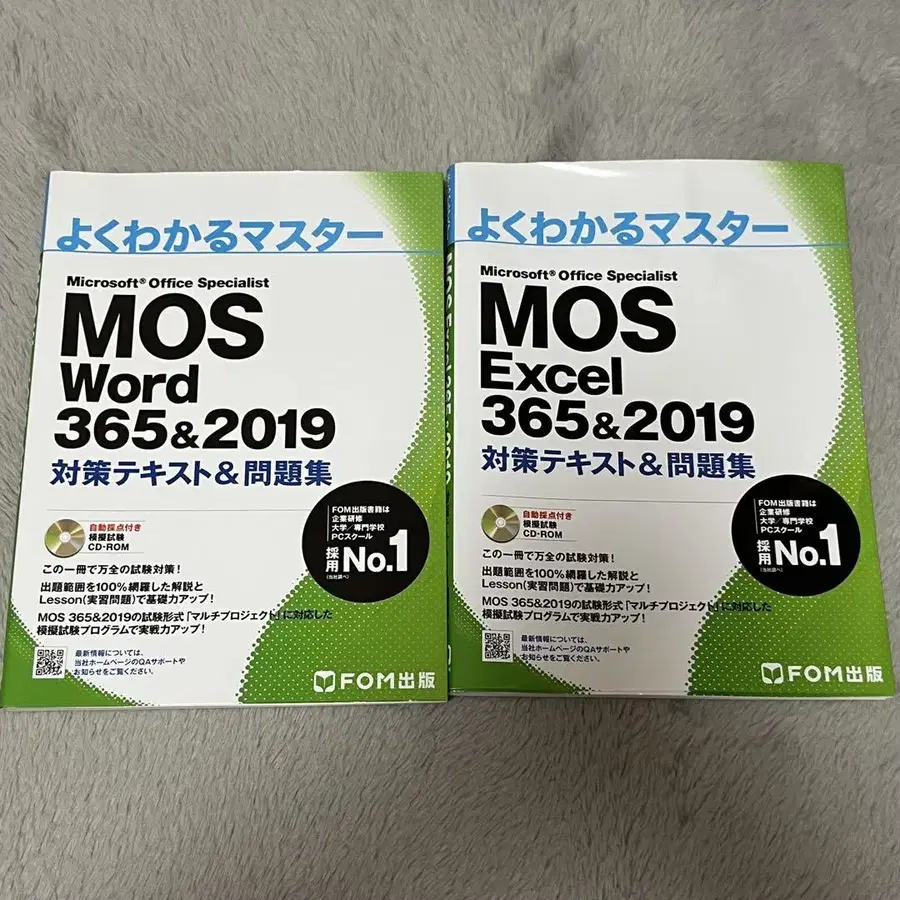 よくわかるマスター
Microsoft® Office Specialist
MOS
Word
365&2019
対策テキスト&問題集
自動採点付き
模擬試験
CD-ROM
FOM出版書籍は
企業研修
大学/専門学校
PCスクール
採用 No.1
(当社調べ)
この一冊で万全の試験対策!
出題範囲を100%網羅した解説と
Lesson(実習問題)で基礎力アップ!
MOS 365&2019の試験形式「マルチプロジェクト」に対応した
模擬試験プログラムで実戦力アップ!
最新情報については、
当社ホームページのQAサポートや
お知らせをご覧ください。
FOM出版
よくわかるマスター
Microsoft® Office Specialist
MOS
Excel
365&2019
対策テキスト&問題集
自動採点付き
模擬試験
CD-ROM
FOM出版書籍は
企業研修
大学/専門学校
PCスクール
採用 No.1
(当社調べ)
この一冊で万全の試験対策!
出題範囲を100%網羅した解説と
Lesson(実習問題)で基礎力アップ!
MOS 365&2019の試験形式「マルチプロジェクト」に対応した
模擬試験プログラムで実戦力アップ!
最新情報については、
当社ホームページのQAサポートや
お知らせをご覧ください。
FOM出版